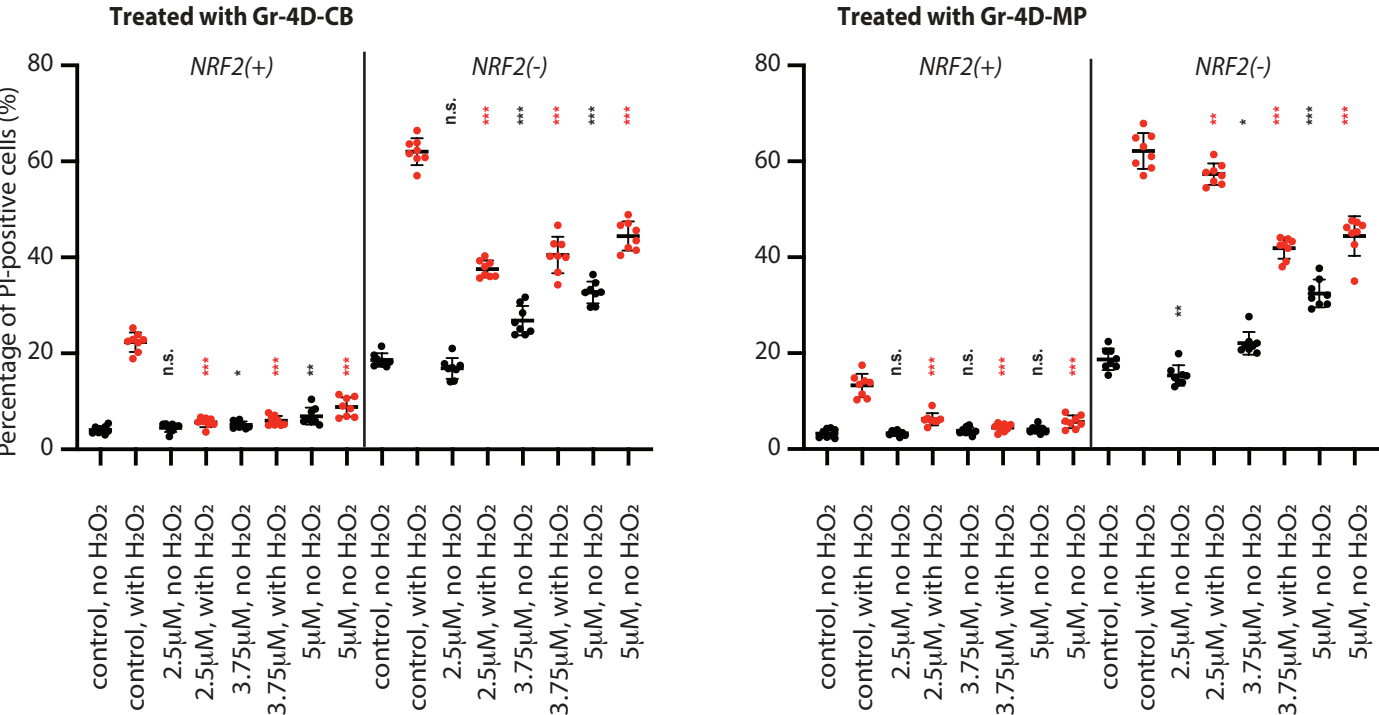 Treated with Gr-4D-CB
Percentage of PI-positive cells (%)
80
60
40
20
0
NRF2(+)
NRF2(-)
n.s.
***
*
***
**
***
n.s.
***
***
***
***
***
control, no H₂O₂
control, with H₂O₂
2.5µM, no H₂O₂
2.5µM, with H₂O₂
3.75µM, no H₂O₂
3.75µM, with H₂O₂
5µM, no H₂O₂
5µM, no H₂O₂
control, no H₂O₂
control, with H₂O₂
2.5µM, no H₂O₂
2.5µM, with H₂O₂
3.75µM, no H₂O₂
3.75µM, with H₂O₂
5µM, no H₂O₂
5µM, no H₂O₂
Treated with Gr-4D-MP
80
60
40
20
0
NRF2(+)
NRF2(-)
n.s.
***
n.s.
***
n.s.
***
**
**
*
***
***
***
control, no H₂O₂
control, with H₂O₂
2.5µM, no H₂O₂
2.5µM, with H₂O₂
3.75µM, no H₂O₂
3.75µM, with H₂O₂
5µM, no H₂O₂
5µM, no H₂O₂
control, no H₂O₂
control, with H₂O₂
2.5µM, no H₂O₂
2.5µM, with H₂O₂
3.75µM, no H₂O₂
3.75µM, with H₂O₂
5µM, no H₂O₂
5µM, no H₂O₂